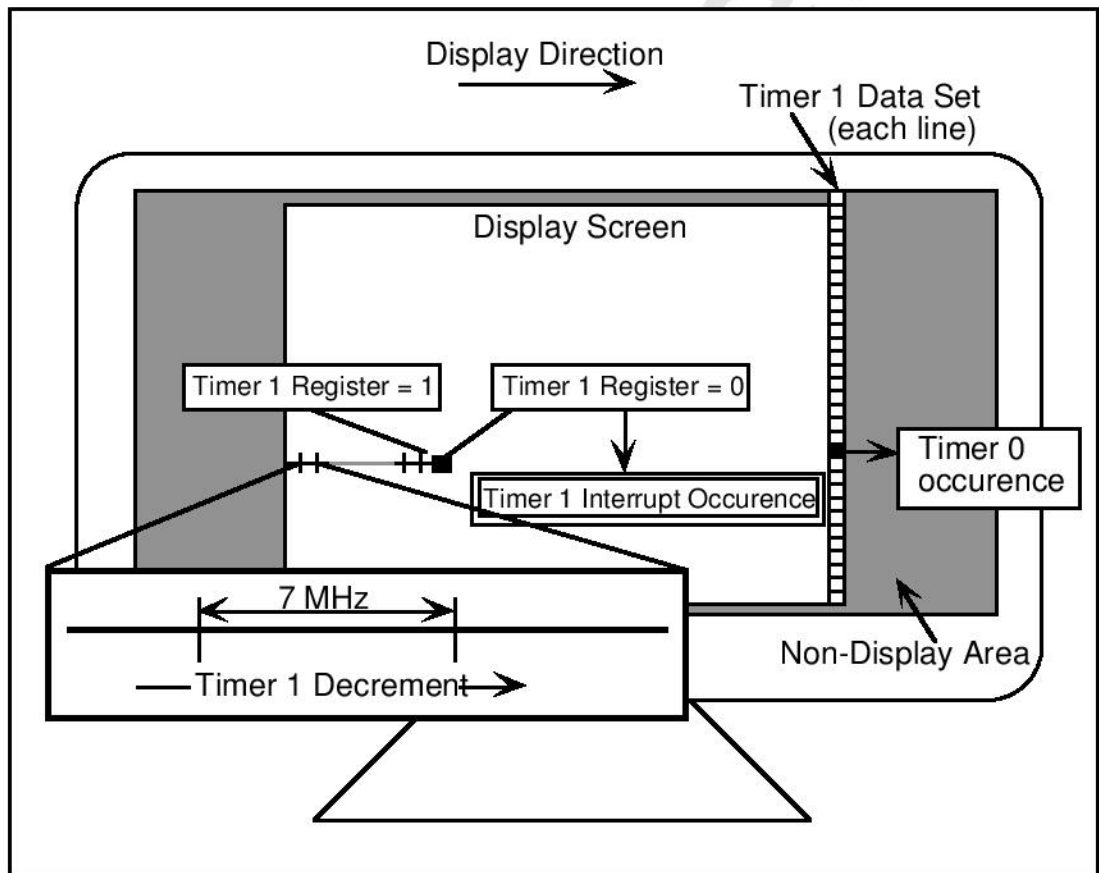 Display Direction
Timer 1 Data Set
(each line)
Display Screen
Timer 1 Register = 1
Timer 1 Register = 0
Timer 1 Interrupt Occurence
Timer 0
occurence
7 MHz
Timer 1 Decrement
Non-Display Area